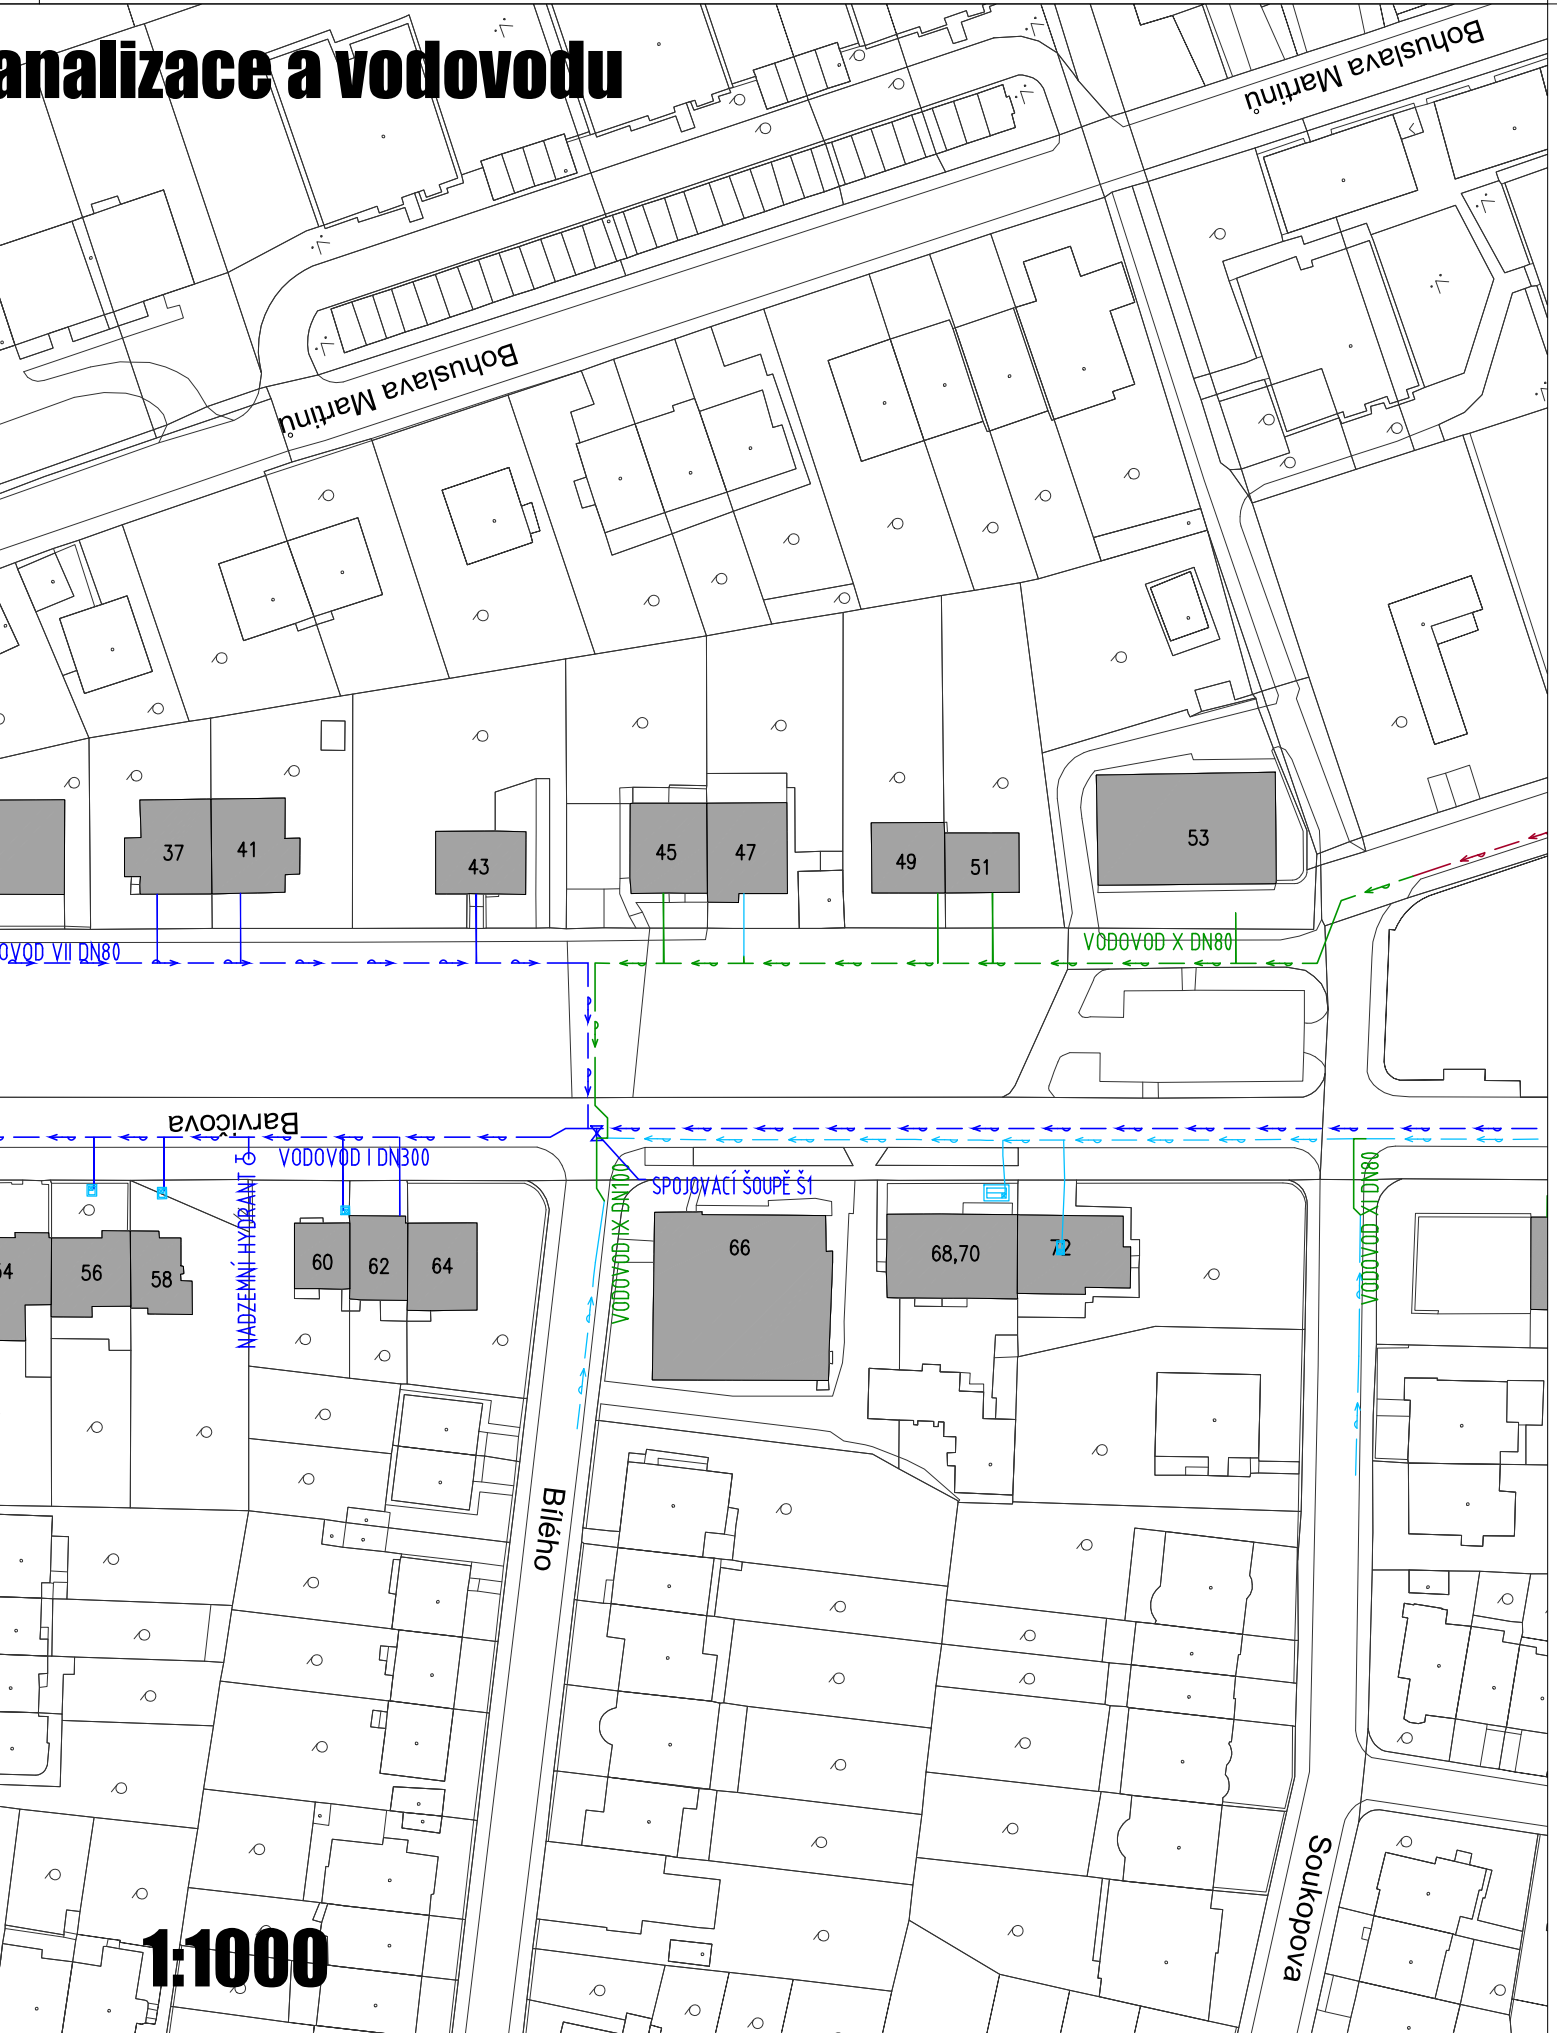 analizace a vodovodu
Bohuslava Martinů
Bohuslava Martinů
37
41
43
45
47
49
51
53
OVOD VII DN80
VODOVOD X DN80
Barvičova
VODOVOD I DN300
NADZEMNÍ HYDRANT
SPOJOVACÍ ŠOUPĚ Š1
VODOVOD IX DN100
VODOVOD XI DN80
54
56
58
60
62
64
66
68,70
72
Bílého
Soukopova
1:1000